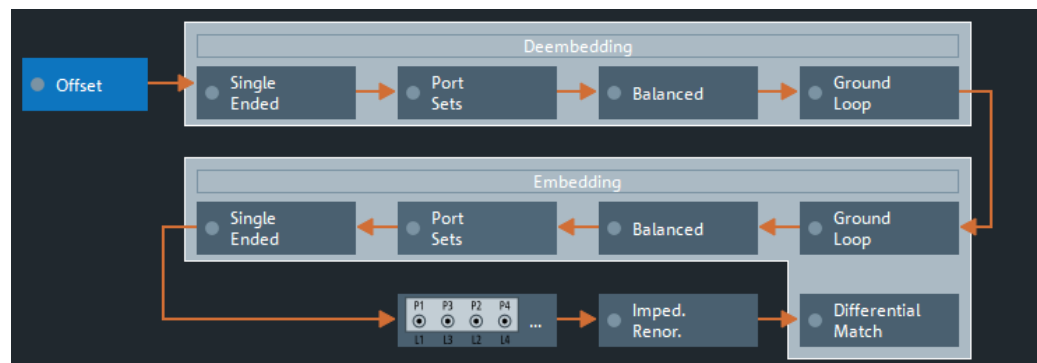 Deembedding
Offset
Single
Ended
Port
Sets
Balanced
Ground
Loop
Embedding
Single
Ended
Port
Sets
Balanced
Ground
Loop
P1 P3 P2 P4
L1 L3 L2 L4
...
Imped.
Renor.
Differential
Match